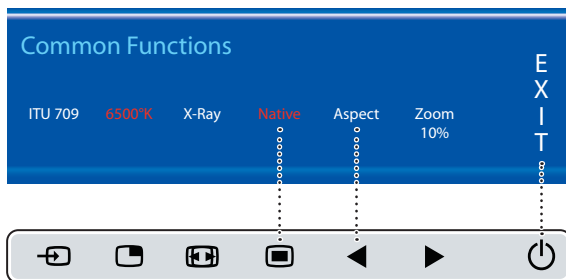 Common Functions
ITU 709 6500°K X-Ray Native Aspect Zoom
10%
E
X
I
T